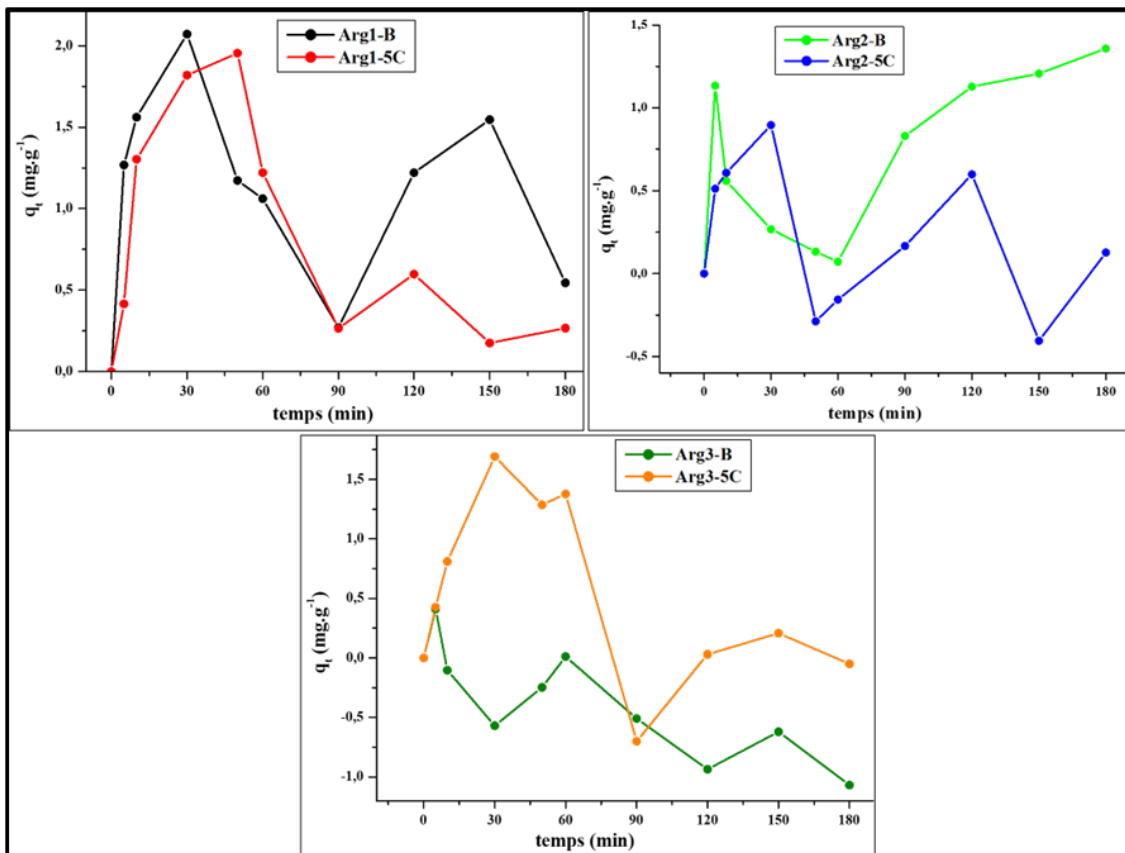 Arg1-B
Arg1-5C
2,0
1,5
1,0
0,5
0,0
qₜ (mg.g⁻¹)
0 30 60 90 120 150 180
temps (min)
Arg2-B
Arg2-5C
1,5
1,0
0,5
0,0
-0,5
qₜ (mg.g⁻¹)
0 30 60 90 120 150 180
temps (min)
Arg3-B
Arg3-5C
1,5
1,0
0,5
0,0
-0,5
-1,0
qₜ (mg.g⁻¹)
0 30 60 90 120 150 180
temps (min)